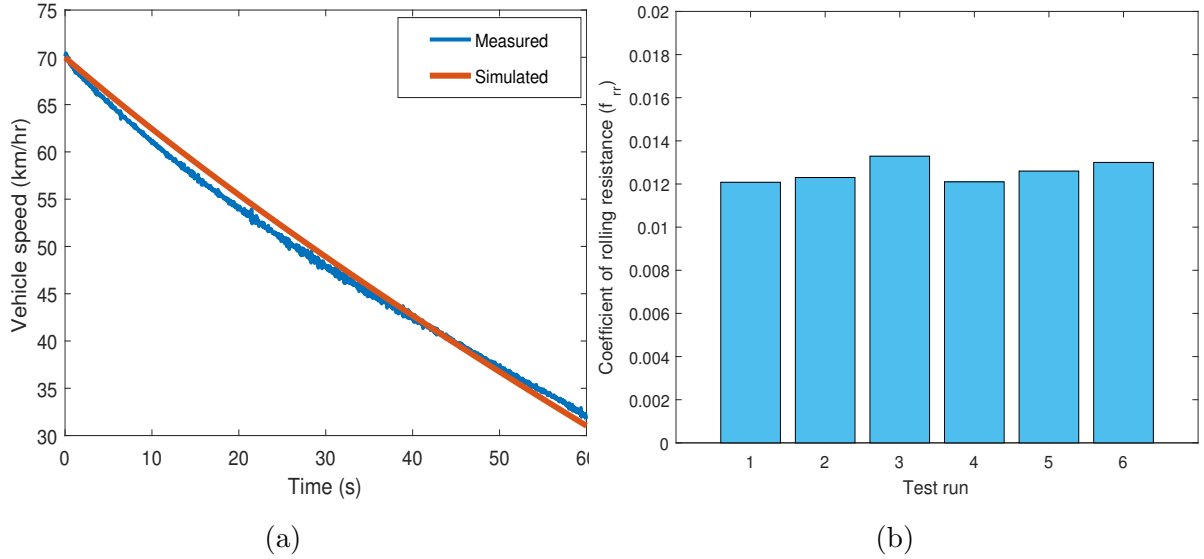 75
70
65
60
55
50
45
40
35
30
Vehicle speed (km/hr)
Measured
Simulated
0 10 20 30 40 50 60
Time (s)
(a)
0.02
0.018
0.016
0.014
0.012
0.01
0.008
0.006
0.004
0.002
0
Coefficient of rolling resistance (f rr)
1 2 3 4 5 6
Test run
(b)